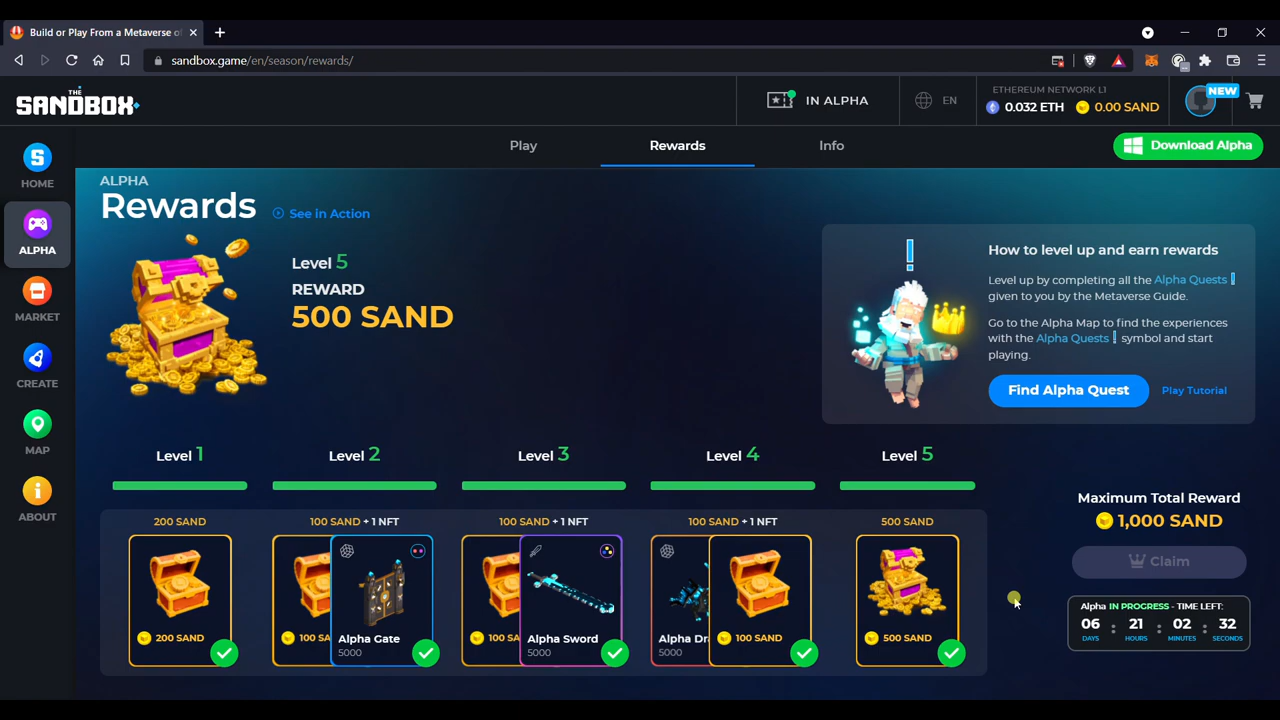 Build or Play From a Metaverse of
sandbox.game/en/season/rewards/
THE
SANDBOX
IN ALPHA
EN
ETHEREUM NETWORK L1
0.032 ETH
0.00 SAND
NEW
HOME
ALPHA
MARKET
CREATE
MAP
ABOUT
Play
Rewards
Info
Download Alpha
ALPHA
Rewards
See in Action
Level 5
REWARD
500 SAND
How to level up and earn rewards
Level up by completing all the Alpha Quests !
given to you by the Metaverse Guide.
Go to the Alpha Map to find the experiences
with the Alpha Quests ! symbol and start
playing.
Find Alpha Quest
Play Tutorial
Level 1
Level 2
Level 3
Level 4
Level 5
200 SAND
100 SAND + 1 NFT
100 SAND + 1 NFT
100 SAND + 1 NFT
500 SAND
200 SAND
100
Alpha Gate
5000
100
Alpha Sword
5000
Alpha Dr
5000
100 SAND
500 SAND
Maximum Total Reward
1,000 SAND
Claim
Alpha IN PROGRESS - TIME LEFT:
06 : 21 : 02 : 32
DAYS HOURS MINUTES SECONDS